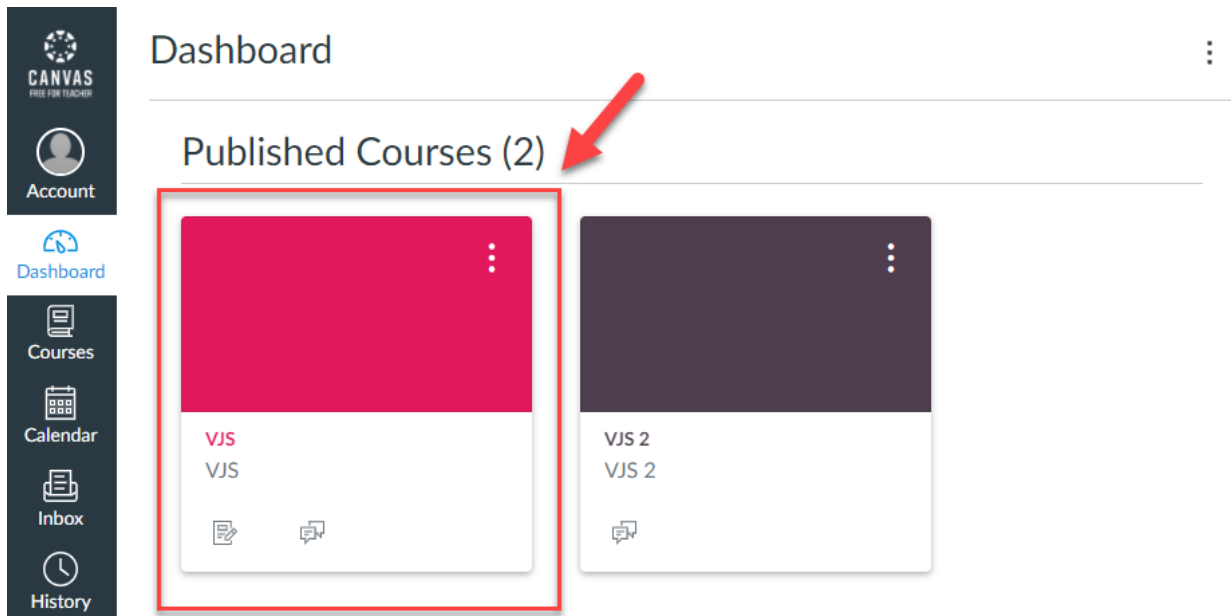 CANVAS
FREE FOR TEACHER
Account
Dashboard
Courses
Calendar
Inbox
History
Dashboard
Published Courses (2)
VJS
VJS
VJS 2
VJS 2